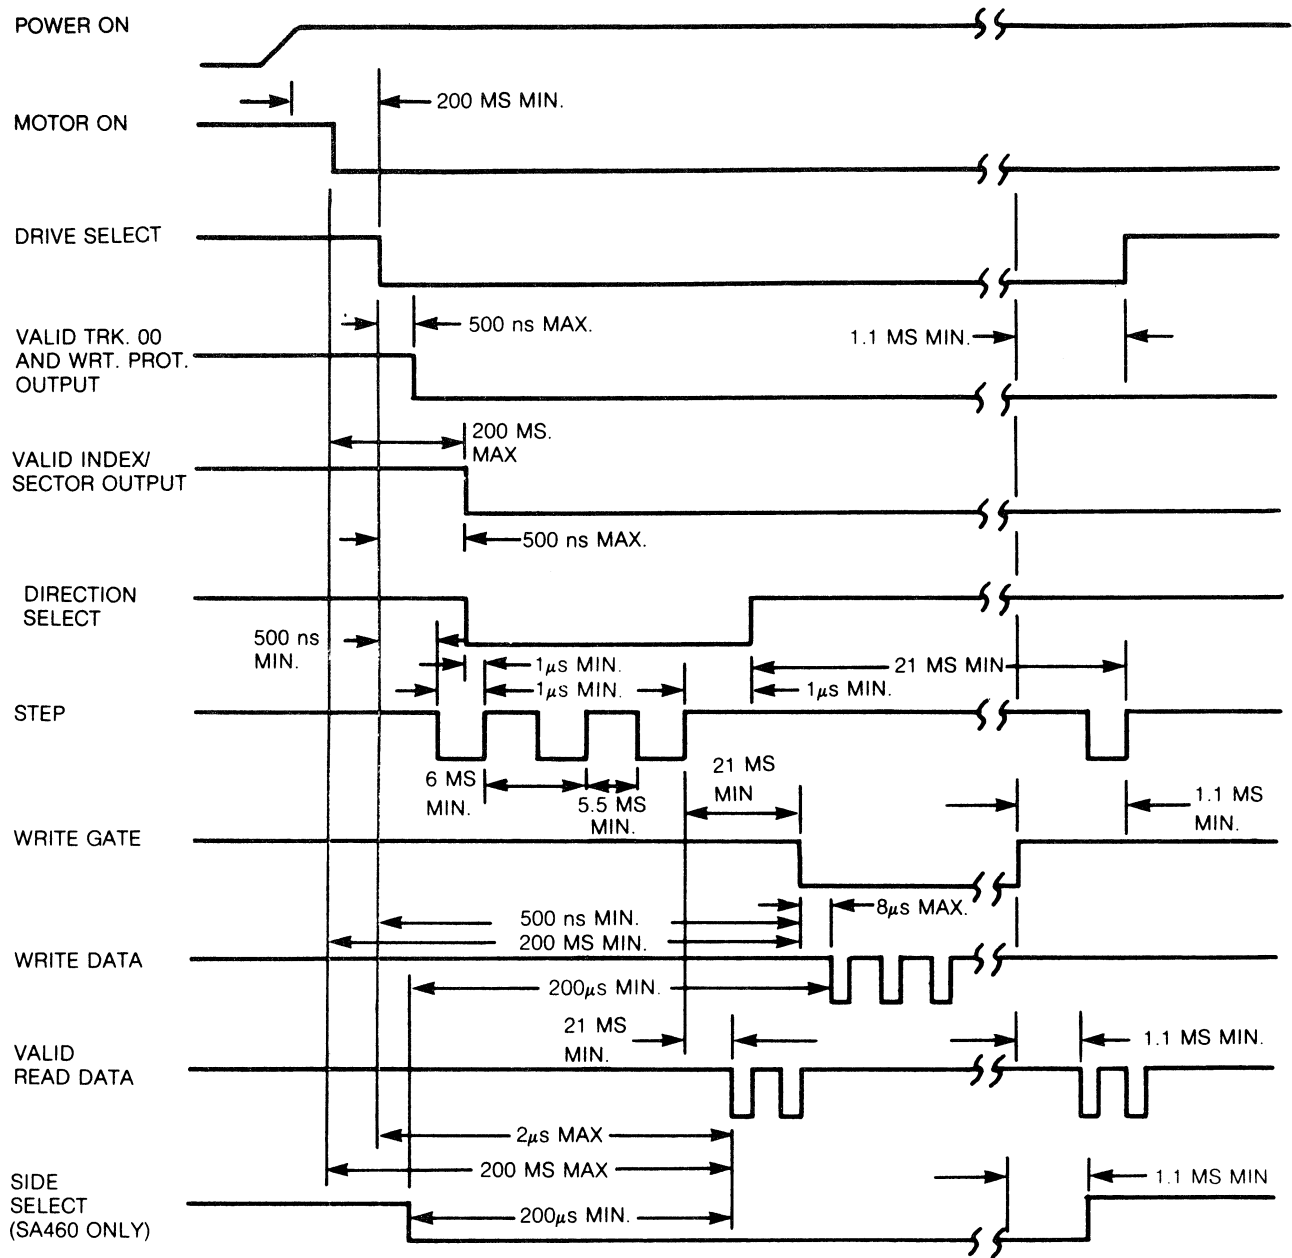 POWER ON
200 MS MIN.
MOTOR ON
DRIVE SELECT
500 ns MAX.
1.1 MS MIN.
VALID TRK. 00
AND WRT. PROT.
OUTPUT
200 MS.
MAX
VALID INDEX/
SECTOR OUTPUT
500 ns MAX.
DIRECTION
SELECT
500 ns
MIN.
1μs MIN.
21 MS MIN
1μs MIN.
1μs MIN.
STEP
6 MS
MIN.
5.5 MS
MIN.
21 MS
MIN
1.1 MS
MIN.
WRITE GATE
8μs MAX.
500 ns MIN.
200 MS MIN.
WRITE DATA
200μs MIN.
21 MS
MIN.
1.1 MS MIN.
VALID
READ DATA
2μs MAX
200 MS MAX
1.1 MS MIN
SIDE
SELECT
(SA460 ONLY)
200μs MIN.